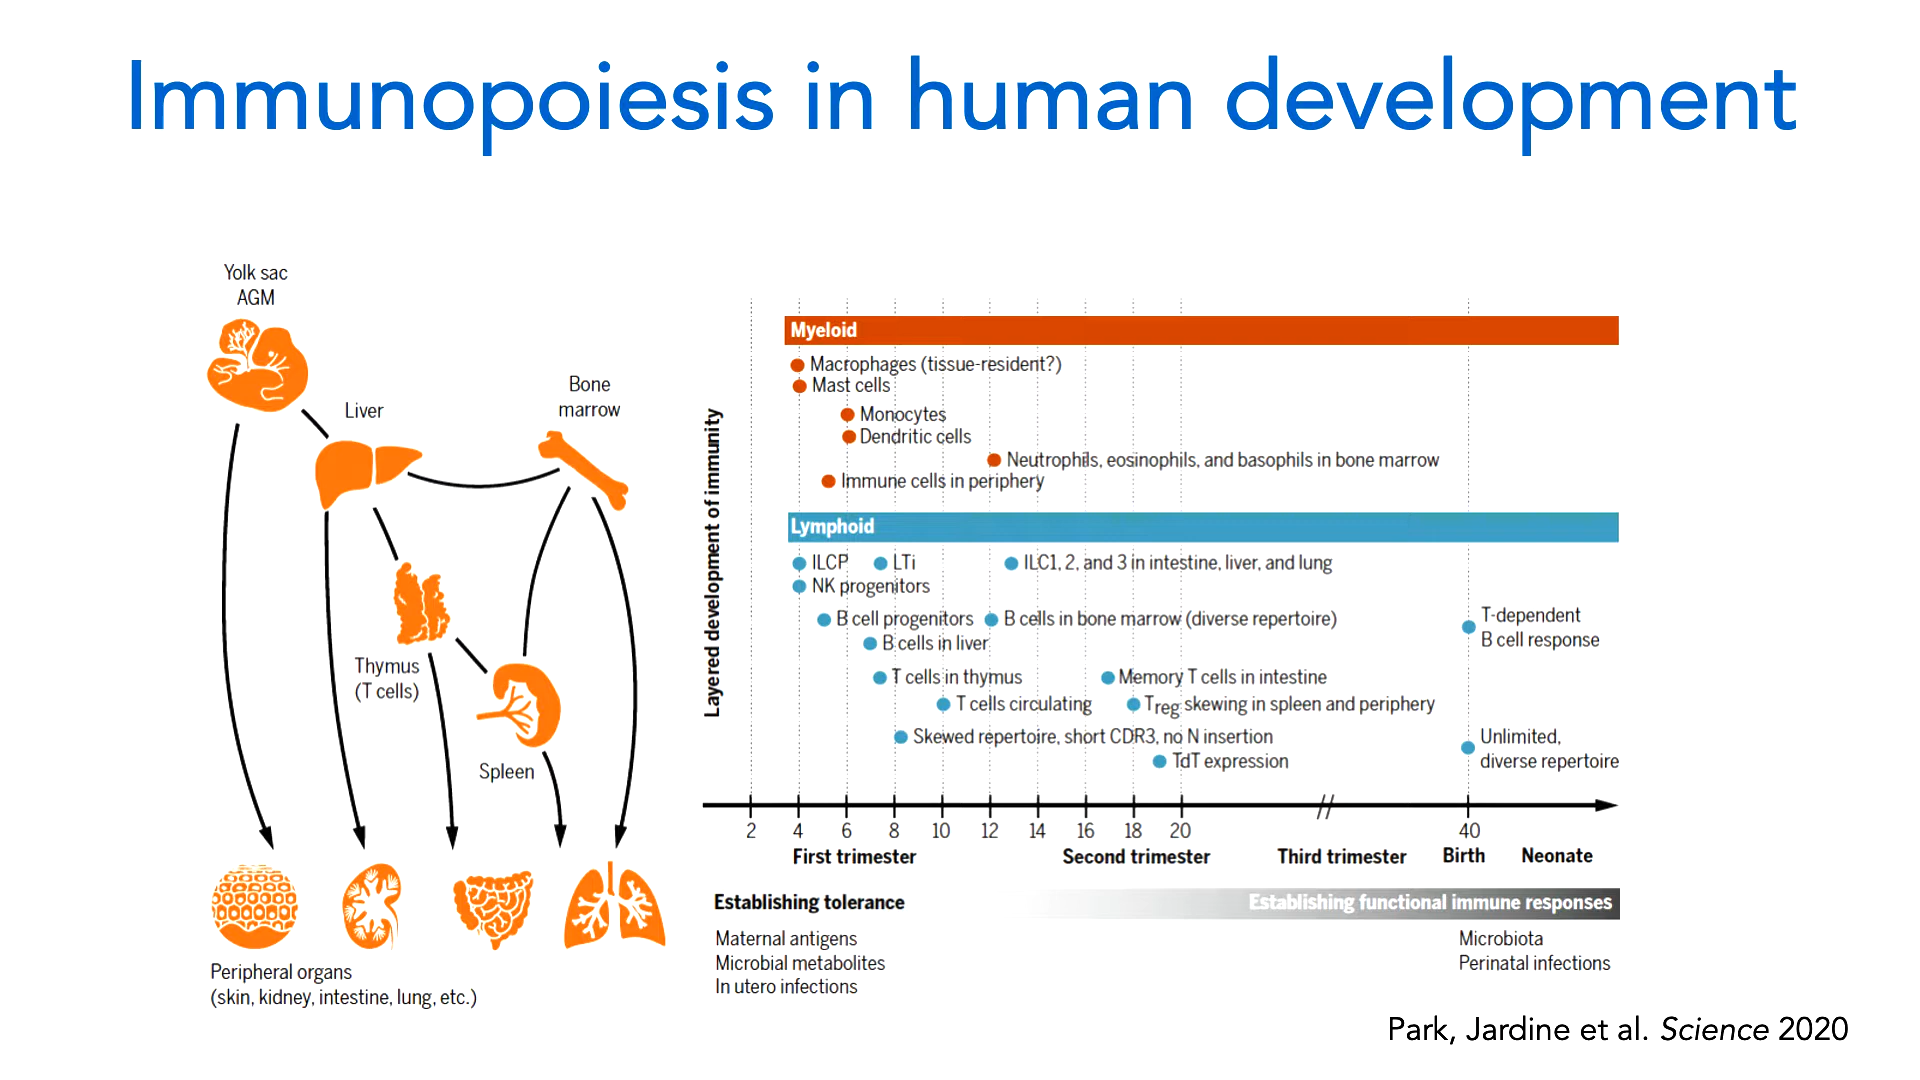 Immunopoiesis in human development
Yolk sac
AGM
Liver
Bone
marrow
Thymus
(T cells)
Spleen
Peripheral organs
(skin, kidney, intestine, lung, etc.)
Layered development of immunity
Myeloid
Macrophages (tissue-resident?)
Mast cells
Monocytes
Dendritic cells
Neutrophils, eosinophils, and basophils in bone marrow
Immune cells in periphery
Lymphoid
ILCP
LTi
ILC1, 2, and 3 in intestine, liver, and lung
NK progenitors
B cell progenitors
B cells in bone marrow (diverse repertoire)
T-dependent
B cell response
B cells in liver
T cells in thymus
Memory T cells in intestine
T cells circulating
Treg skewing in spleen and periphery
Skewed repertoire, short CDR3, no N insertion
Unlimited,
diverse repertoire
TdT expression
2 4 6 8 10 12 14 16 18 20 40
First trimester Second trimester Third trimester Birth Neonate
Establishing tolerance
Establishing functional immune responses
Maternal antigens
Microbial metabolites
In utero infections
Microbiota
Perinatal infections
Park, Jardine et al. Science 2020